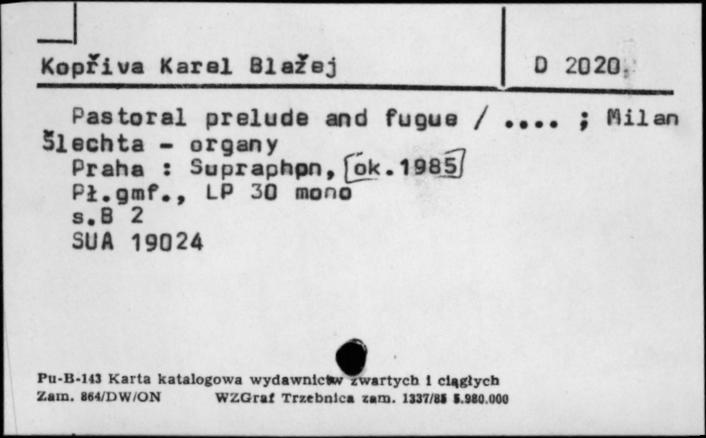 Kopřiva Karel Blažej
D 2020
Pastoral prelude and fugue / .... ; Milan
Šlechta - organy
Praha : Supraphon, [ok.1985]
Pł.gmf., LP 30 mono
s.B 2
SUA 19024
Pu-B-143 Karta katalogowa wydawnictw zwartych i ciągłych
Zam. 864/DW/ON WZGraf Trzebnica zam. 1337/85 5.980.000